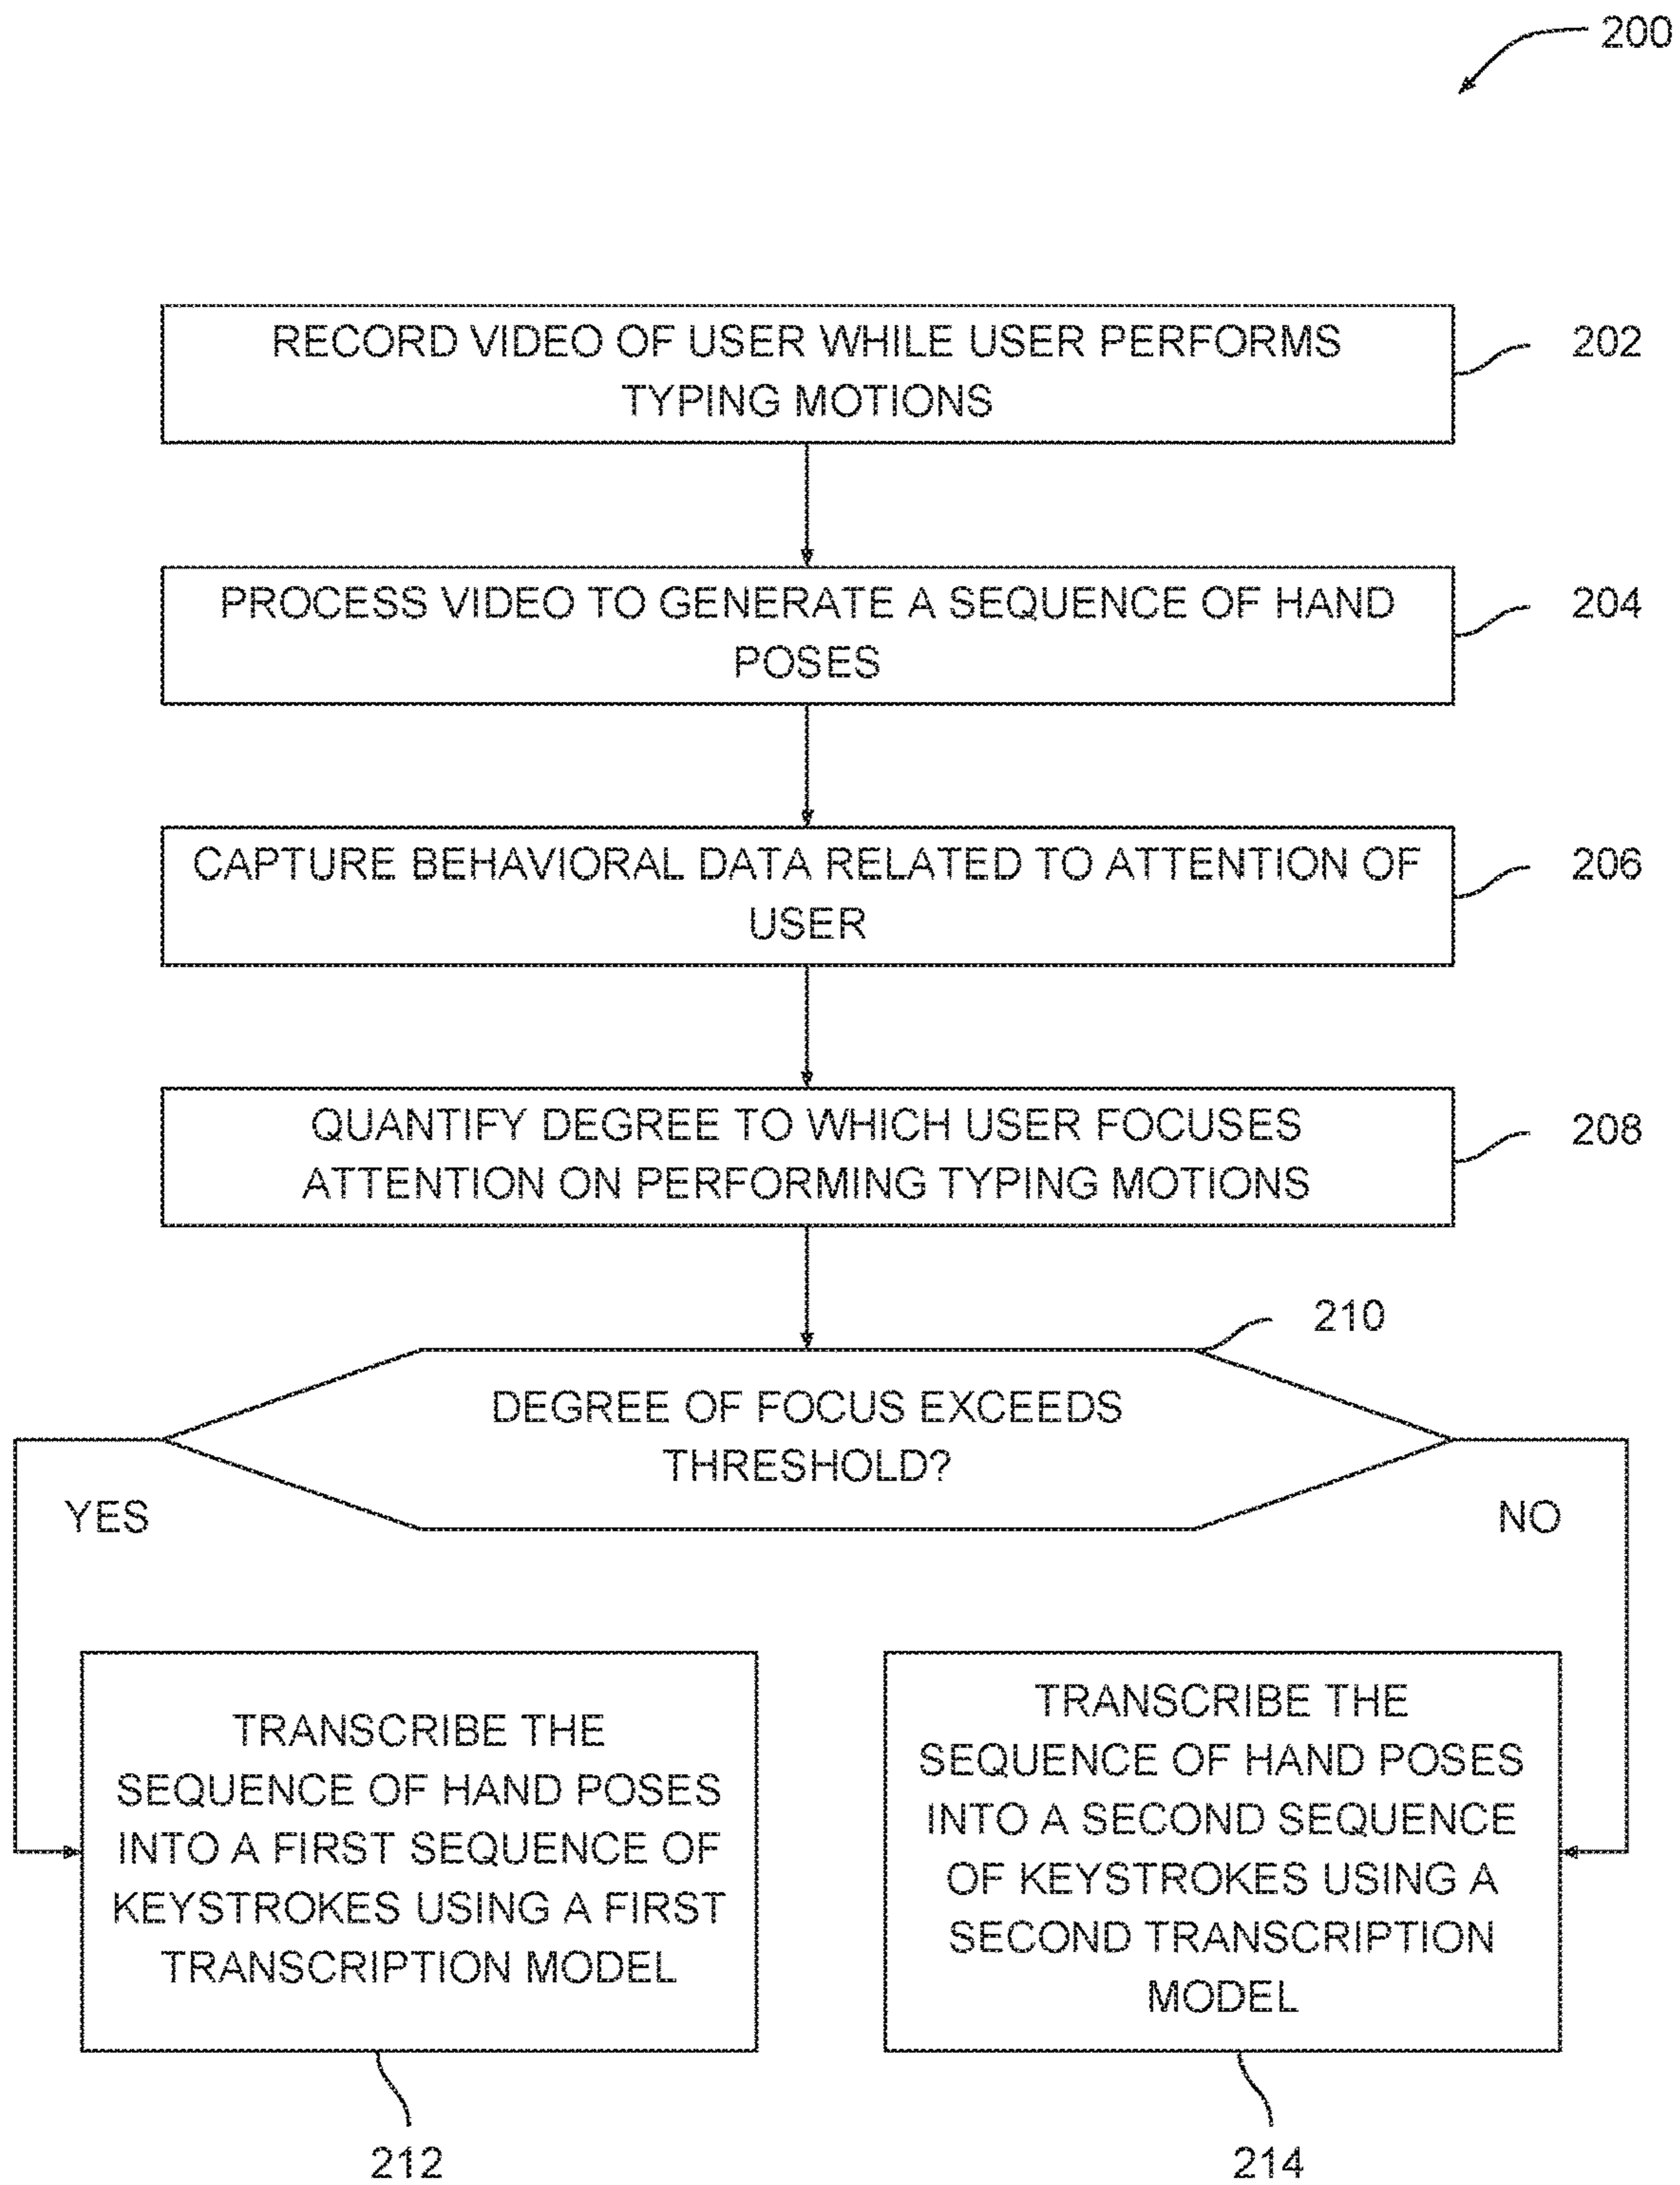 200
RECORD VIDEO OF USER WHILE USER PERFORMS
TYPING MOTIONS
202
PROCESS VIDEO TO GENERATE A SEQUENCE OF HAND
POSES
204
CAPTURE BEHAVIORAL DATA RELATED TO ATTENTION OF
USER
206
QUANTIFY DEGREE TO WHICH USER FOCUSES
ATTENTION ON PERFORMING TYPING MOTIONS
208
210
DEGREE OF FOCUS EXCEEDS
THRESHOLD?
YES
NO
TRANSCRIBE THE
SEQUENCE OF HAND POSES
INTO A FIRST SEQUENCE OF
KEYSTROKES USING A FIRST
TRANSCRIPTION MODEL
212
TRANSCRIBE THE
SEQUENCE OF HAND POSES
INTO A SECOND SEQUENCE
OF KEYSTROKES USING A
SECOND TRANSCRIPTION
MODEL
214